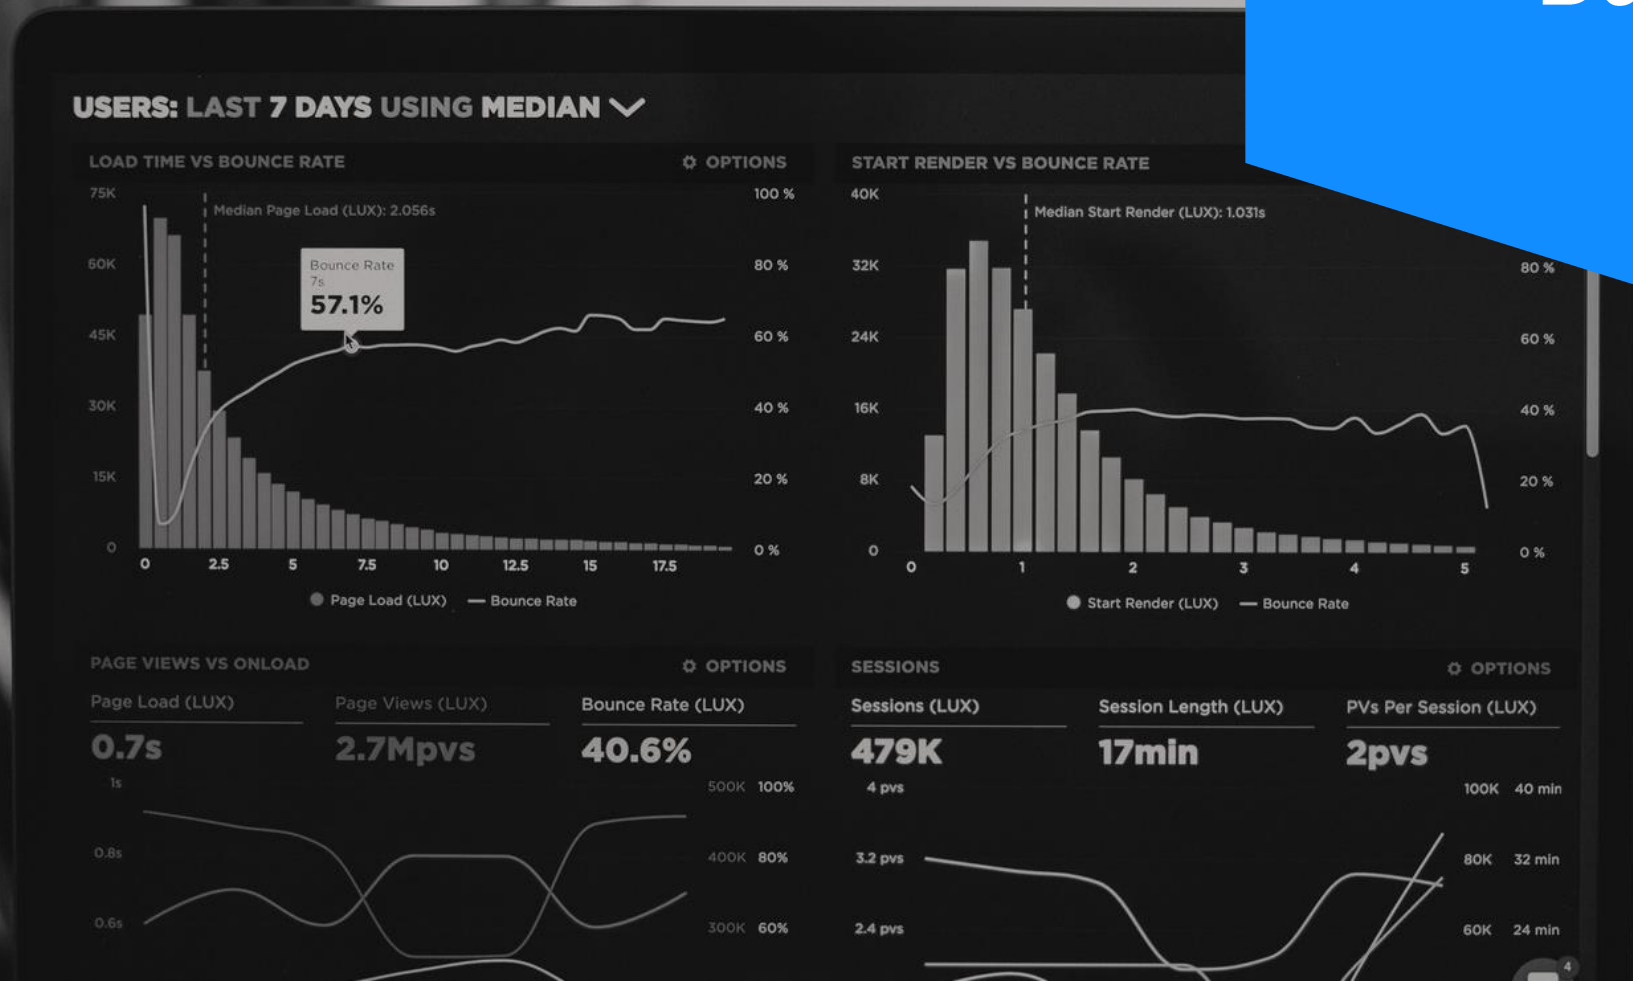 USERS: LAST 7 DAYS USING MEDIAN
LOAD TIME VS BOUNCE RATE
OPTIONS
75K
60K
45K
30K
15K
0
Median Page Load (LUX): 2.056s
Bounce Rate
7s
57.1%
100 %
80 %
60 %
40 %
20 %
0 %
0 2.5 5 7.5 10 12.5 15 17.5
Page Load (LUX) Bounce Rate
START RENDER VS BOUNCE RATE
40K
32K
24K
16K
8K
0
Median Start Render (LUX): 1.031s
80 %
60 %
40 %
20 %
0 %
0 1 2 3 4 5
Start Render (LUX) Bounce Rate
PAGE VIEWS VS ONLOAD
OPTIONS
Page Load (LUX) Page Views (LUX) Bounce Rate (LUX)
0.7s 2.7Mpvs 40.6%
1s 500K 100%
0.8s 400K 80%
0.6s 300K 60%
SESSIONS
OPTIONS
Sessions (LUX) Session Length (LUX) PVs Per Session (LUX)
479K 17min 2pvs
4 pvs 100K 40 min
3.2 pvs 80K 32 min
2.4 pvs 60K 24 min
4